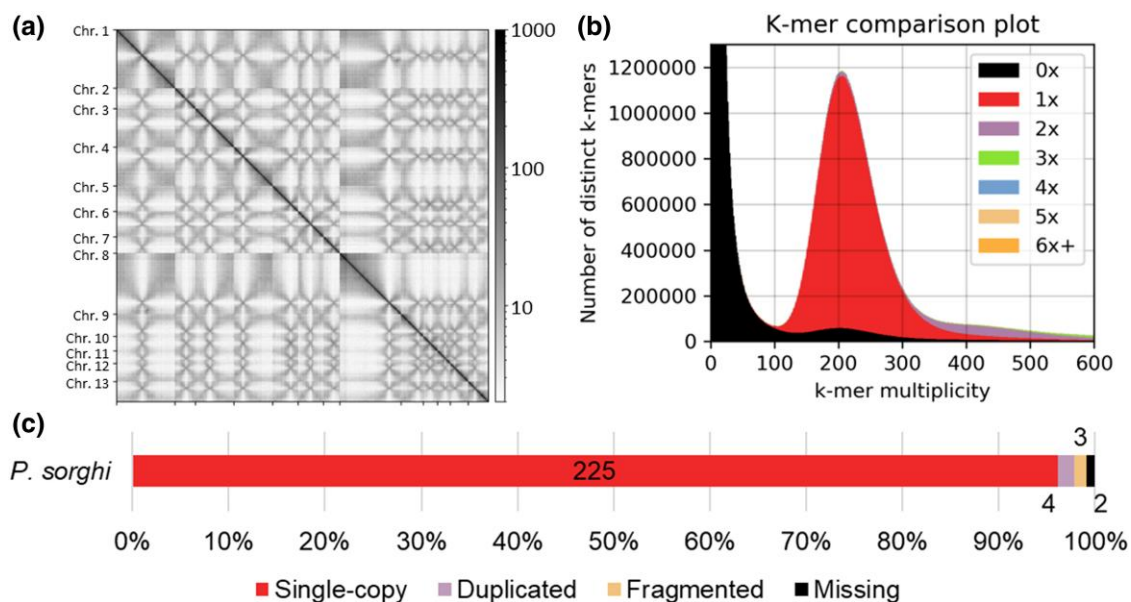 (a)
Chr. 1
Chr. 2
Chr. 3
Chr. 4
Chr. 5
Chr. 6
Chr. 7
Chr. 8
Chr. 9
Chr. 10
Chr. 11
Chr. 12
Chr. 13
1000
100
10
(b)
K-mer comparison plot
Number of distinct k-mers
1200000
1000000
800000
600000
400000
200000
0
0 100 200 300 400 500 600
k-mer multiplicity
0x
1x
2x
3x
4x
5x
6x+
(c)
P. sorghi
225
3
4
2
0% 10% 20% 30% 40% 50% 60% 70% 80% 90% 100%
Single-copy Duplicated Fragmented Missing